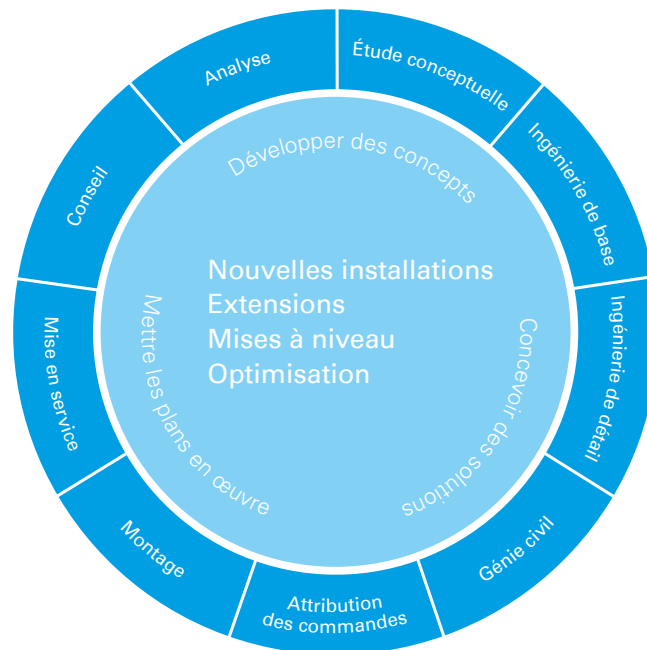 Analyse
Étude conceptuelle
Ingénierie de base
Ingénierie de détail
Génie civil
Attribution
des commandes
Montage
Mise en service
Conseil
Développer des concepts
Concevoir des solutions
Mettre les plans en œuvre
Nouvelles installations
Extensions
Mises à niveau
Optimisation